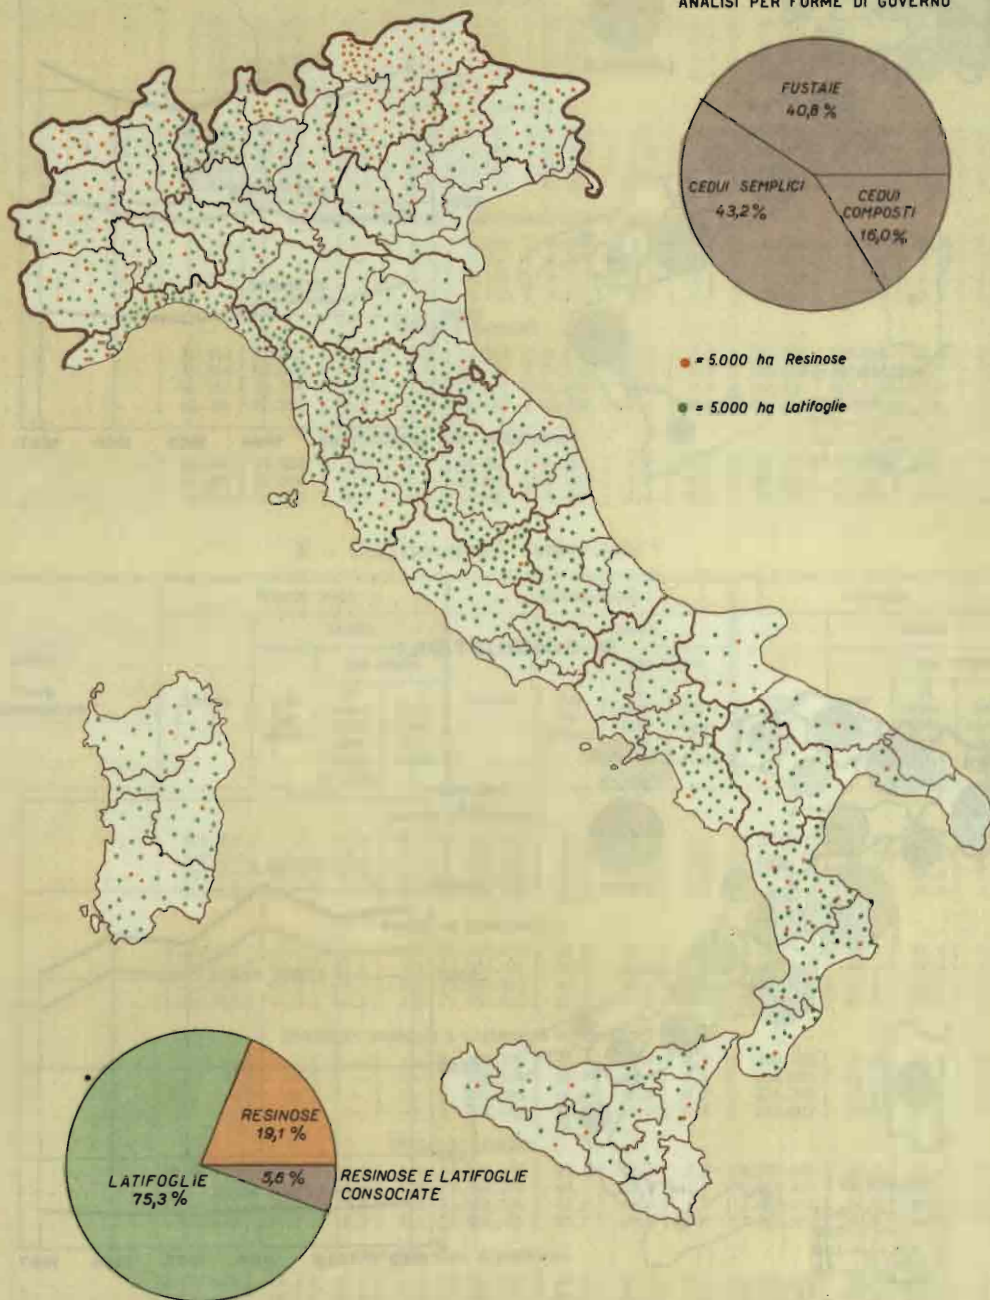 ANALISI PER FORME DI GOVERNO
FUSTAIE
40,8 %
CEDUI SEMPLICI
43,2 %
CEDUI
COMPOSTI
16,0 %
= 5.000 ha Resinose
= 5.000 ha Latifoglie
RESINOSE
19,1 %
LATIFOGLIE
75,3 %
5,6 %
RESINOSE E LATIFOGLIE
CONSOCIATE